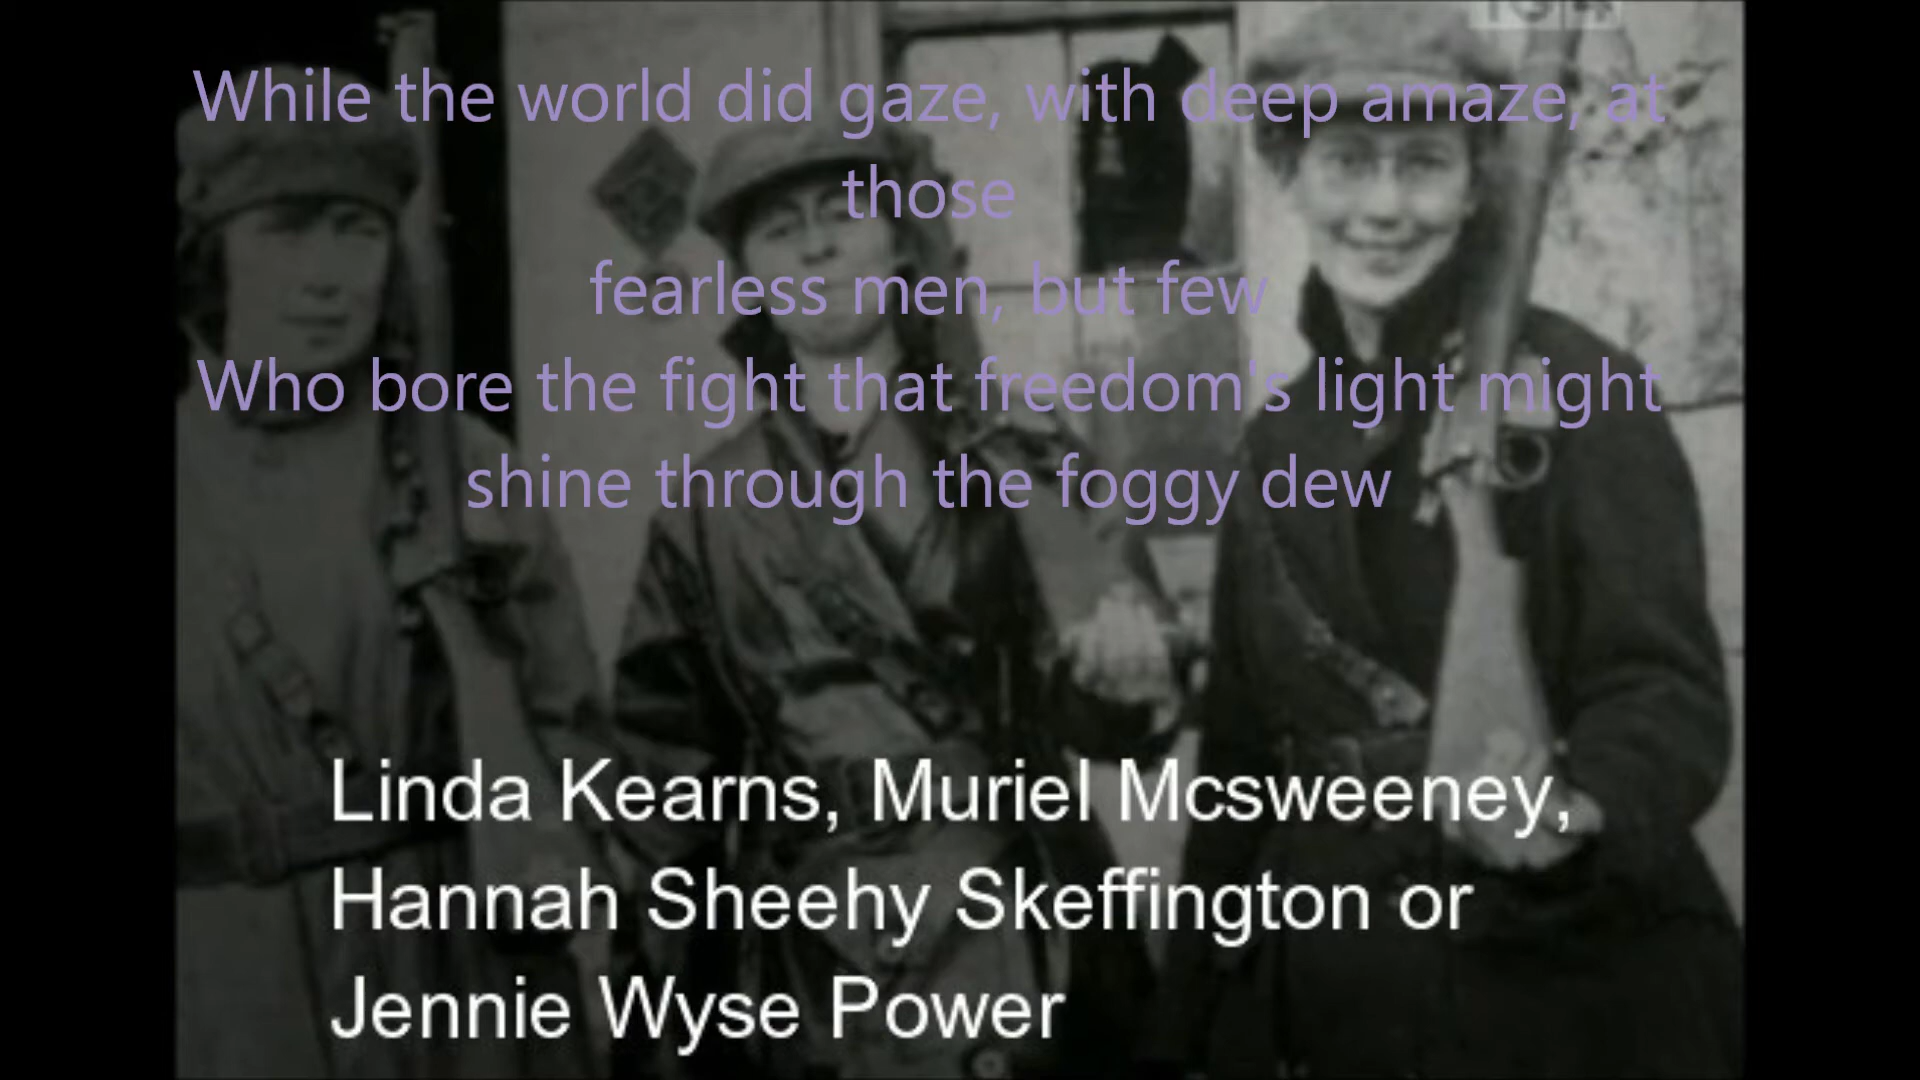 While the world did gaze, with deep amaze, at
those
fearless men, but few
Who bore the fight that freedom's light might
shine through the foggy dew
Linda Kearns, Muriel Mcsweeney,
Hannah Sheehy Skeffington or
Jennie Wyse Power